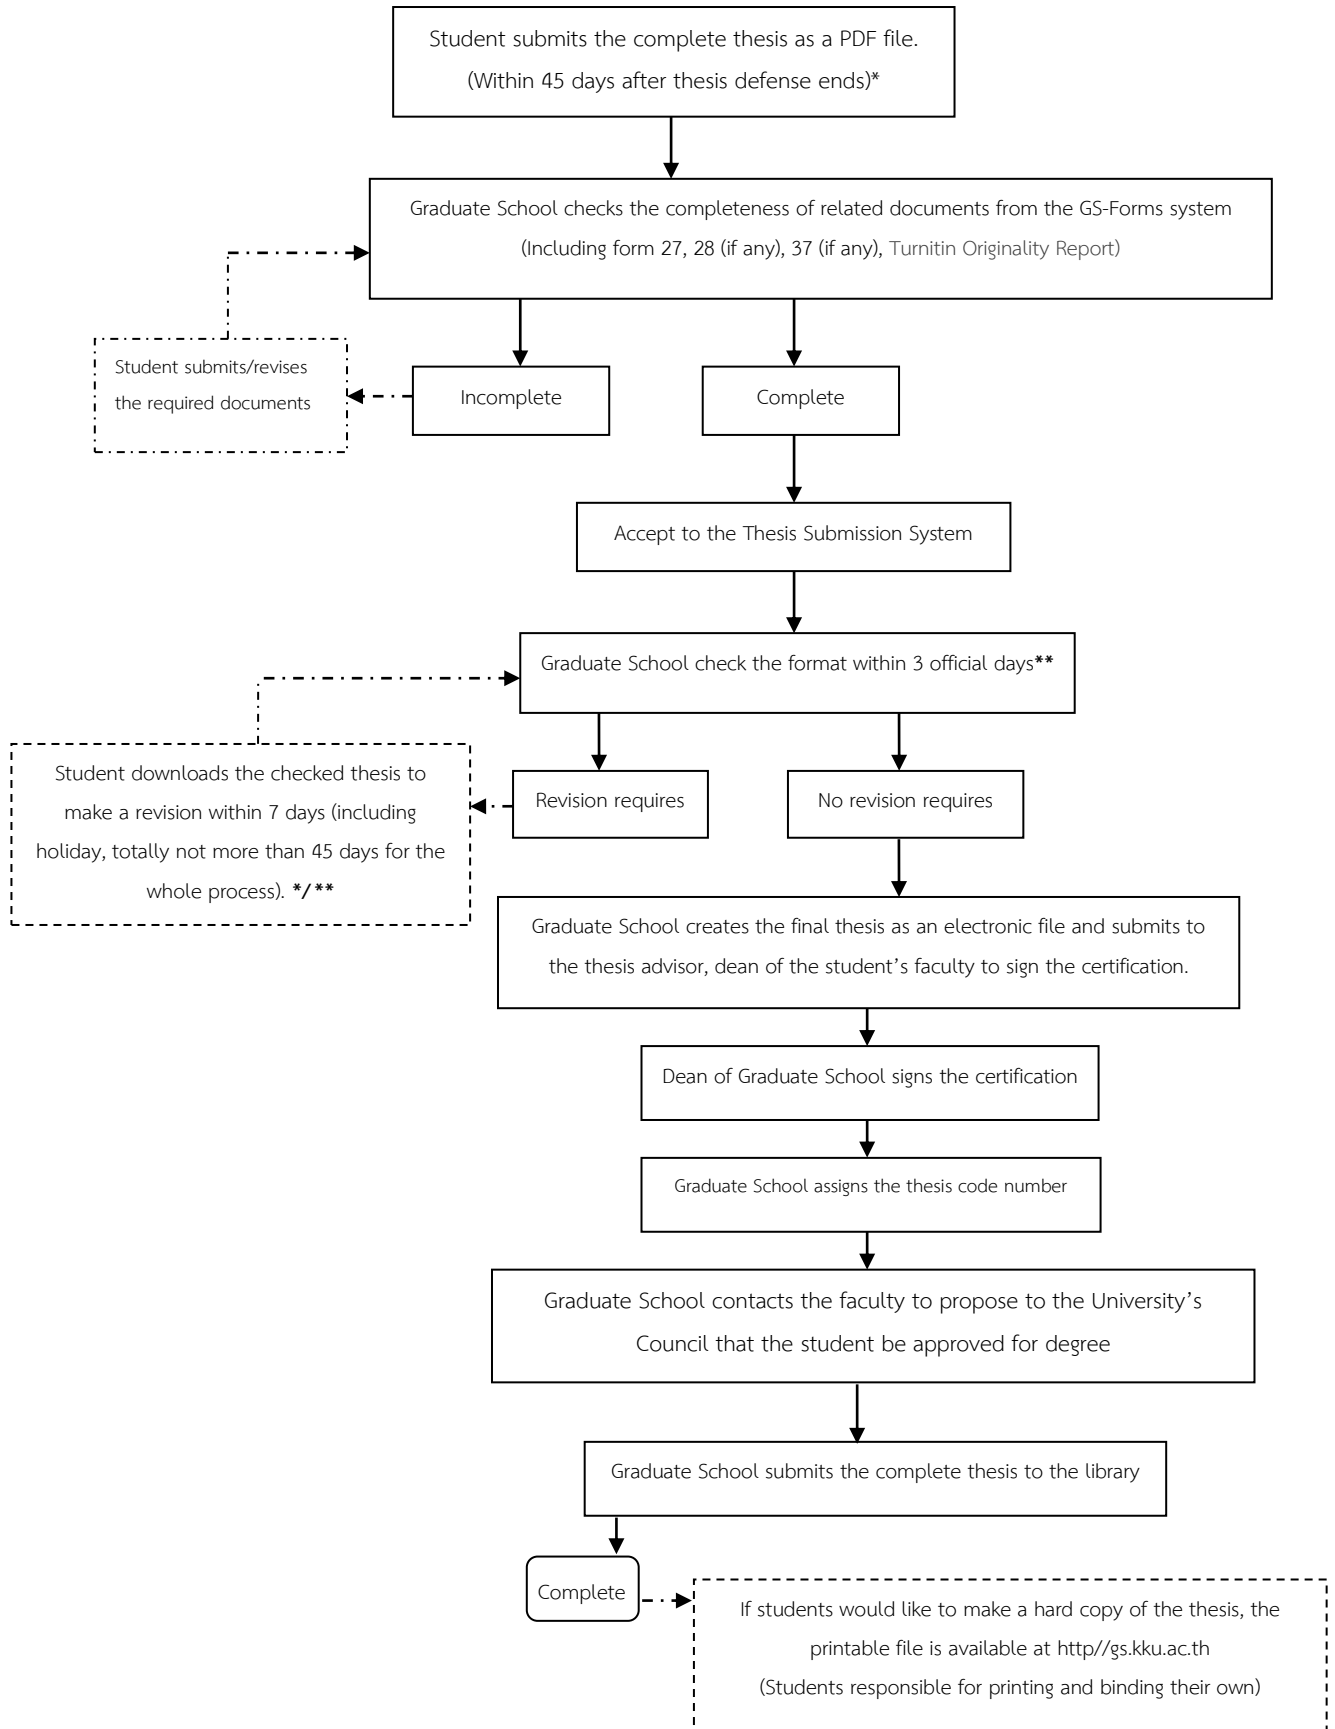 Student submits the complete thesis as a PDF file.
(Within 45 days after thesis defense ends)*
Graduate School checks the completeness of related documents from the GS-Forms system
(Including form 27, 28 (if any), 37 (if any), Turnitin Originality Report)
Student submits/revises
the required documents
Incomplete
Complete
Accept to the Thesis Submission System
Graduate School check the format within 3 official days**
Student downloads the checked thesis to
make a revision within 7 days (including
holiday, totally not more than 45 days for the
whole process). */**
Revision requires
No revision requires
Graduate School creates the final thesis as an electronic file and submits to
the thesis advisor, dean of the student's faculty to sign the certification.
Dean of Graduate School signs the certification
Graduate School assigns the thesis code number
Graduate School contacts the faculty to propose to the University's
Council that the student be approved for degree
Graduate School submits the complete thesis to the library
Complete
If students would like to make a hard copy of the thesis, the
printable file is available at http//gs.kku.ac.th
(Students responsible for printing and binding their own)